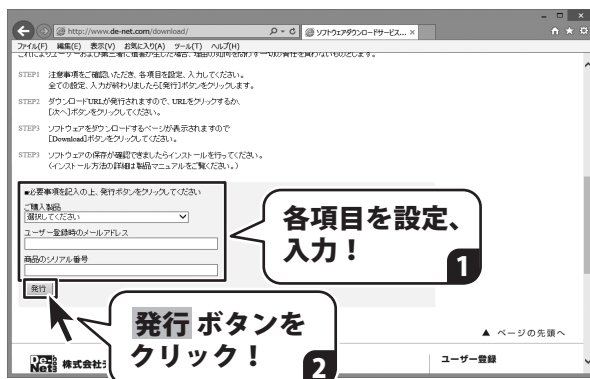 http://www.de-net.com/download/
ソフトウェアダウンロードサービス...
ファイル(F) 編集(E) 表示(V) お気に入り(A) ツール(T) ヘルプ(H)
STEP1 注意事項をご確認いただき、各項目を設定、入力してください。
全ての設定、入力が終わりましたら[発行]ボタンをクリックします。
STEP2 ダウンロードURLが発行されますので、URLをクリックするか、
[次へ]ボタンをクリックしてください。
STEP3 ソフトウェアをダウンロードするページが表示されますので
[Download]ボタンをクリックしてください。
STEP3 ソフトウェアの保存が確認できましたらインストールを行ってください。
(インストール方法の詳細は製品マニュアルをご覧ください。)
■必要事項を記入の上、発行ボタンをクリックしてください
ご購入製品
選択してください
ユーザー登録時のメールアドレス
商品のシリアル番号
発行
各項目を設定、
入力！
1
発行 ボタンを
クリック！
2
▲ ページの先頭へ
De-Net 株式会社
ユーザー登録